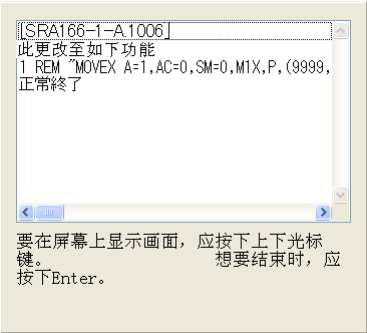 [SRA166-1-A.1006]
此更改至如下功能
1 REM "MOVEX A=1,AC=0,SM=0,M1X,P,(9999,
正常終了
要在屏幕上显示画面，应按下上下光标
键。 想要结束时，应
按下Enter。